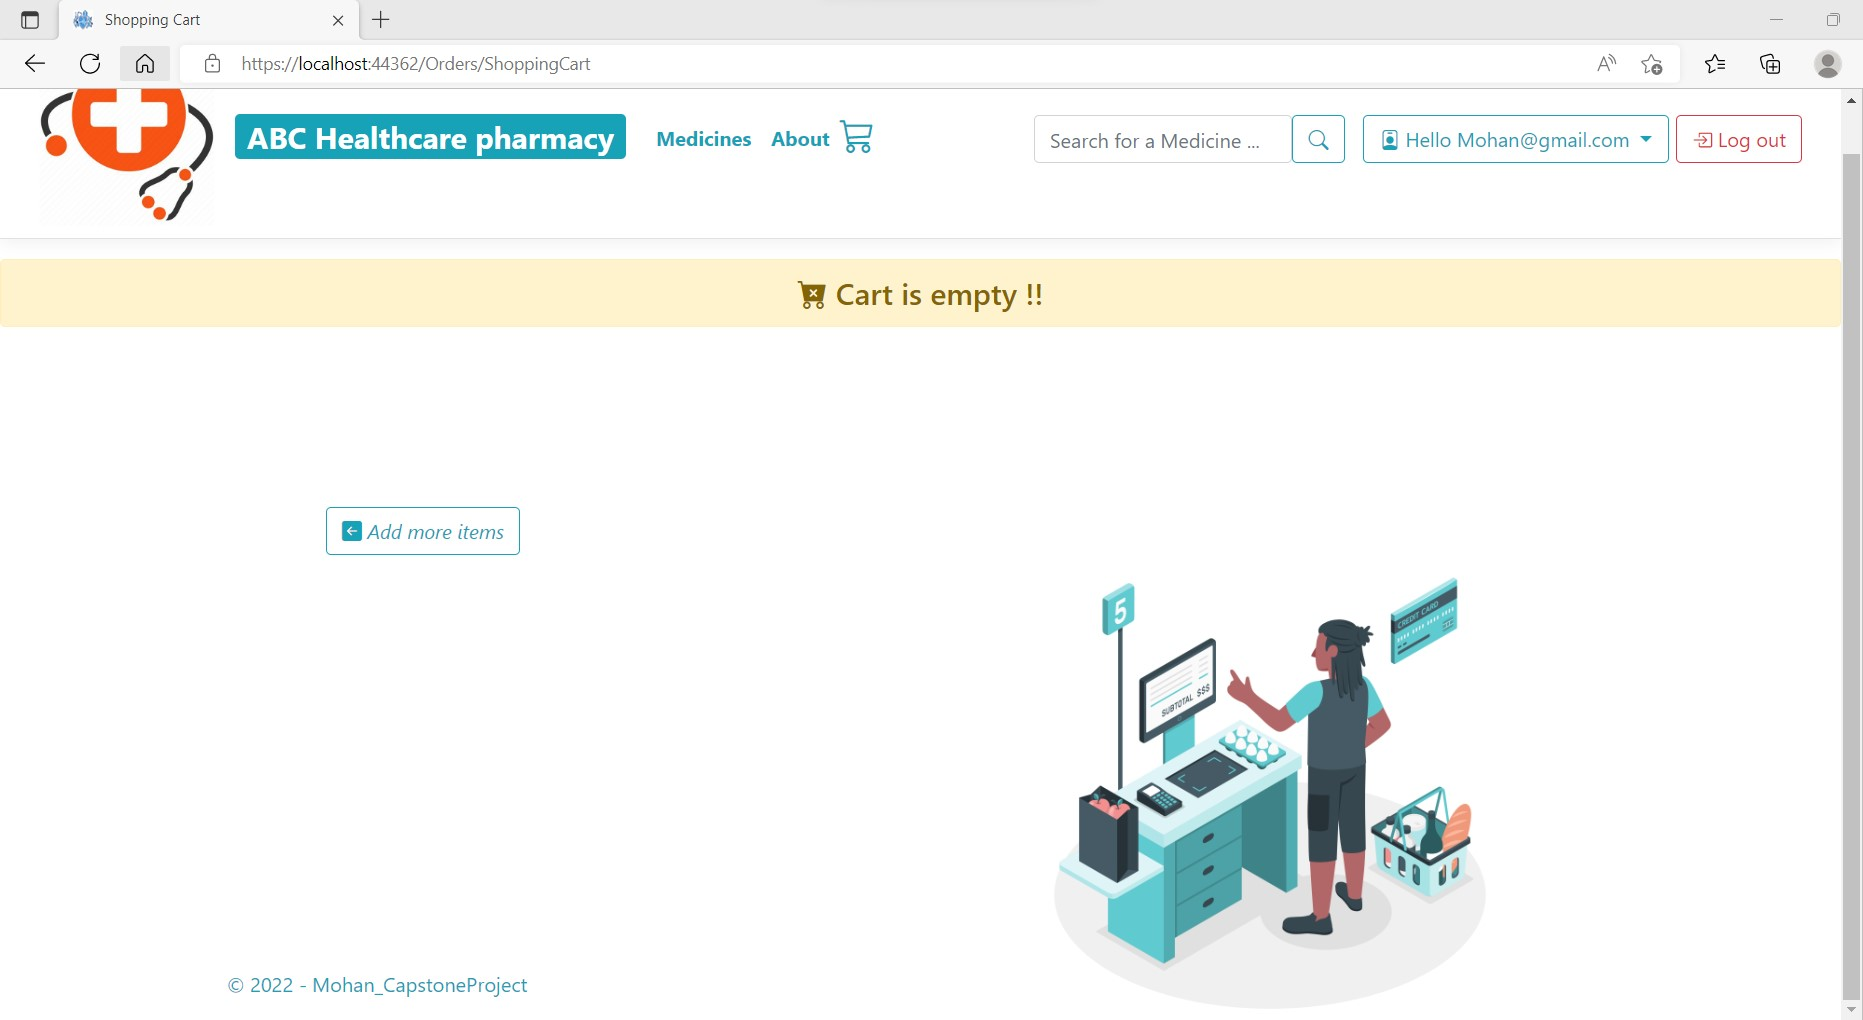 Shopping Cart
https://localhost:44362/Orders/ShoppingCart
ABC Healthcare pharmacy
Medicines
About
Search for a Medicine ...
Hello Mohan@gmail.com
Log out
Cart is empty !!
Add more items
5
CREDIT CARD
SUBTOTAL $$$
© 2022 - Mohan_CapstoneProject